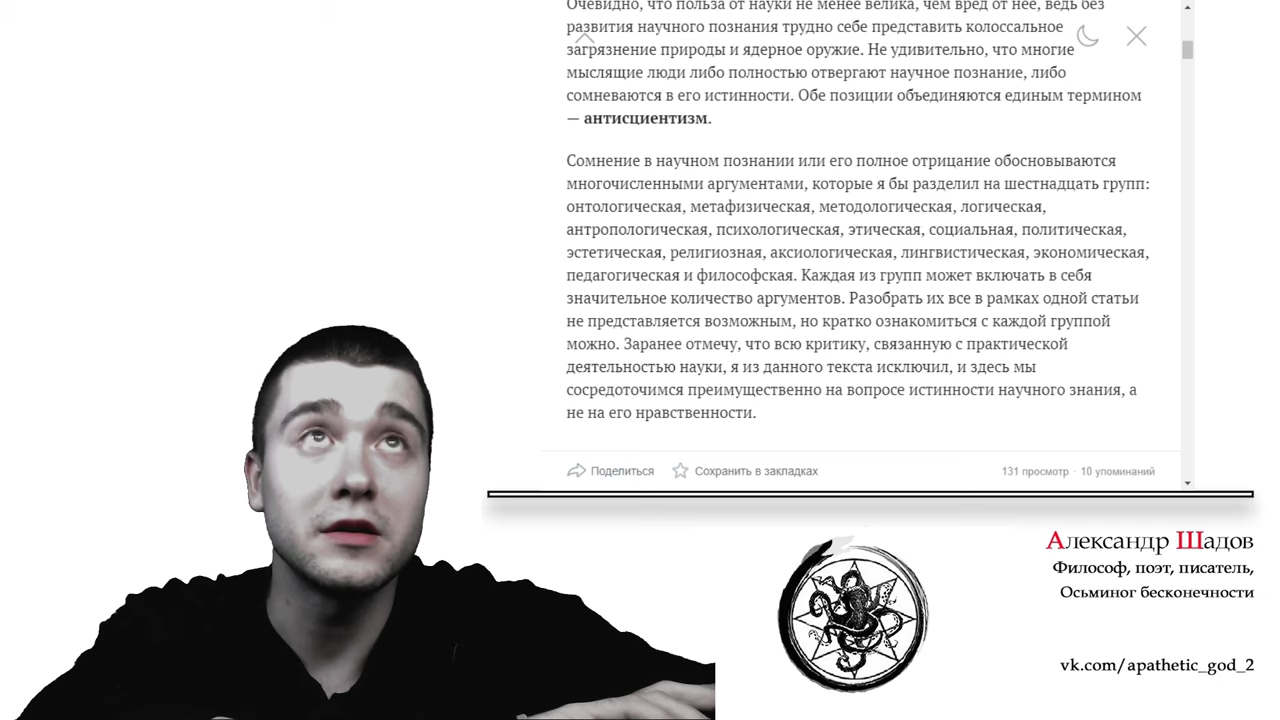 Очевидно, что польза от науки не менее велика, чем вред от нее, ведь без
развития научного познания трудно себе представить колоссальное
загрязнение природы и ядерное оружие. Не удивительно, что многие
мыслящие люди либо полностью отвергают научное познание, либо
сомневаются в его истинности. Обе позиции объединяются единым термином
— антисциентизм.
Сомнение в научном познании или его полное отрицание обосновываются
многочисленными аргументами, которые я бы разделил на шестнадцать групп:
онтологическая, метафизическая, методологическая, логическая,
антропологическая, психологическая, этическая, социальная, политическая,
эстетическая, религиозная, аксиологическая, лингвистическая, экономическая,
педагогическая и философская. Каждая из групп может включать в себя
значительное количество аргументов. Разобрать их все в рамках одной статьи
не представляется возможным, но кратко ознакомиться с каждой группой
можно. Заранее отмечу, что всю критику, связанную с практической
деятельностью науки, я из данного текста исключил, и здесь мы
сосредоточимся преимущественно на вопросе истинности научного знания, а
не на его нравственности.
Поделиться Сохранить в закладках 131 просмотр · 10 упоминаний
Александр Шадов
Философ, поэт, писатель,
Осьминог бесконечности
vk.com/apathetic_god_2